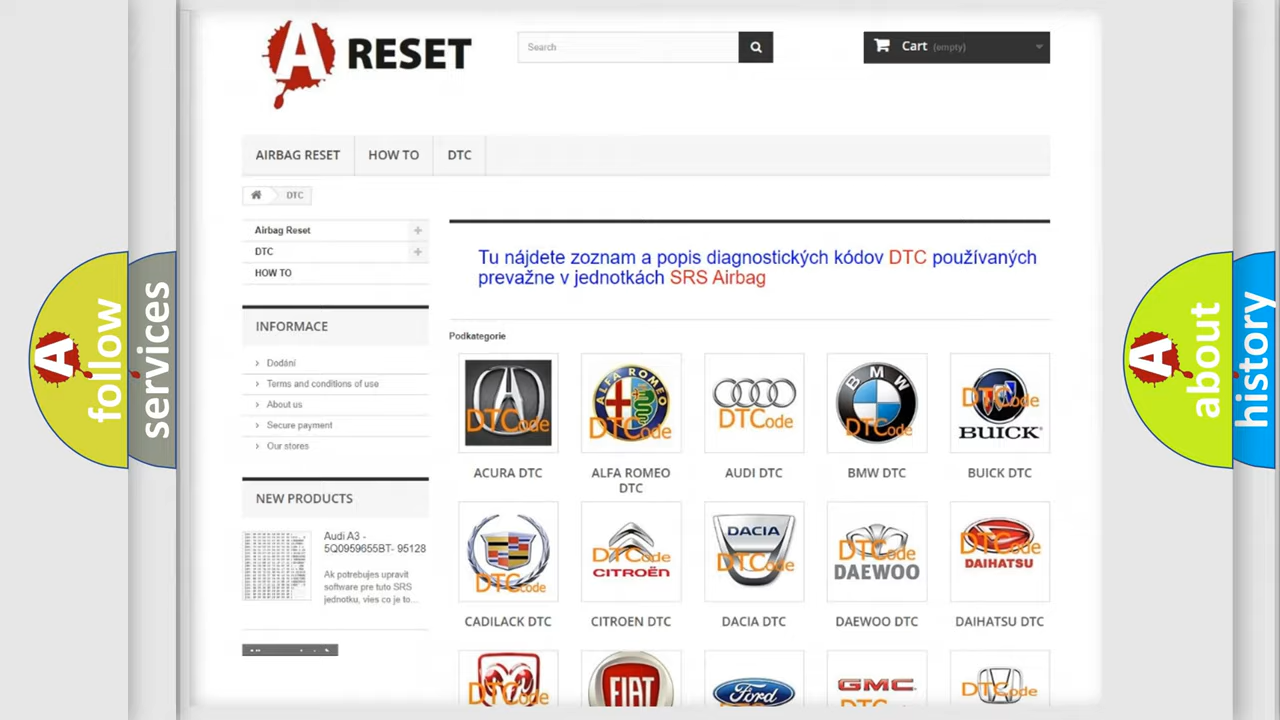 A RESET
Search
Cart (empty)
AIRBAG RESET
HOW TO
DTC
DTC
Airbag Reset
DTC
HOW TO
INFORMACE
Dodání
Terms and conditions of use
About us
Secure payment
Our stores
NEW PRODUCTS
Audi A3 -
5Q0959655BT- 95128
Ak potrebujes upravit
software pre tuto SRS
jednotku, vies co je to...
Tu nájdete zoznam a popis diagnostických kódov DTC používaných
prevažne v jednotkách SRS Airbag
Podkategorie
DTCode
ALFA ROMEO
DTCode
DTCode
BMW
DTCode
DTCode
BUICK
ACURA DTC
ALFA ROMEO
DTC
AUDI DTC
BMW DTC
BUICK DTC
DTCode
DTCode
CITROËN
DACIA
DTCode
DTCode
DAEWOO
DTCode
DAIHATSU
CADILACK DTC
CITROEN DTC
DACIA DTC
DAEWOO DTC
DAIHATSU DTC
DTCode
FIAT
Ford
GMC
DTCode
A follow
services
A about
history